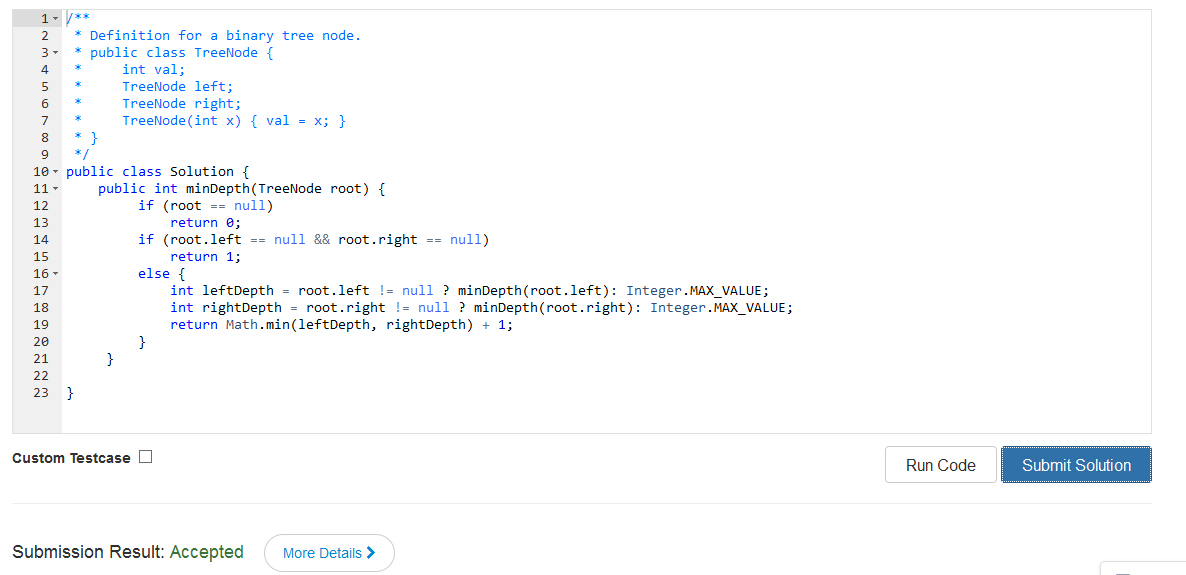 1 /**
2 * Definition for a binary tree node.
3 * public class TreeNode {
4 *     int val;
5 *     TreeNode left;
6 *     TreeNode right;
7 *     TreeNode(int x) { val = x; }
8 * }
9 */
10 public class Solution {
11     public int minDepth(TreeNode root) {
12         if (root == null)
13             return 0;
14         if (root.left == null && root.right == null)
15             return 1;
16         else {
17             int leftDepth = root.left != null ? minDepth(root.left): Integer.MAX_VALUE;
18             int rightDepth = root.right != null ? minDepth(root.right): Integer.MAX_VALUE;
19             return Math.min(leftDepth, rightDepth) + 1;
20         }
21     }
22
23 }
Custom Testcase
Run Code
Submit Solution
Submission Result: Accepted
More Details